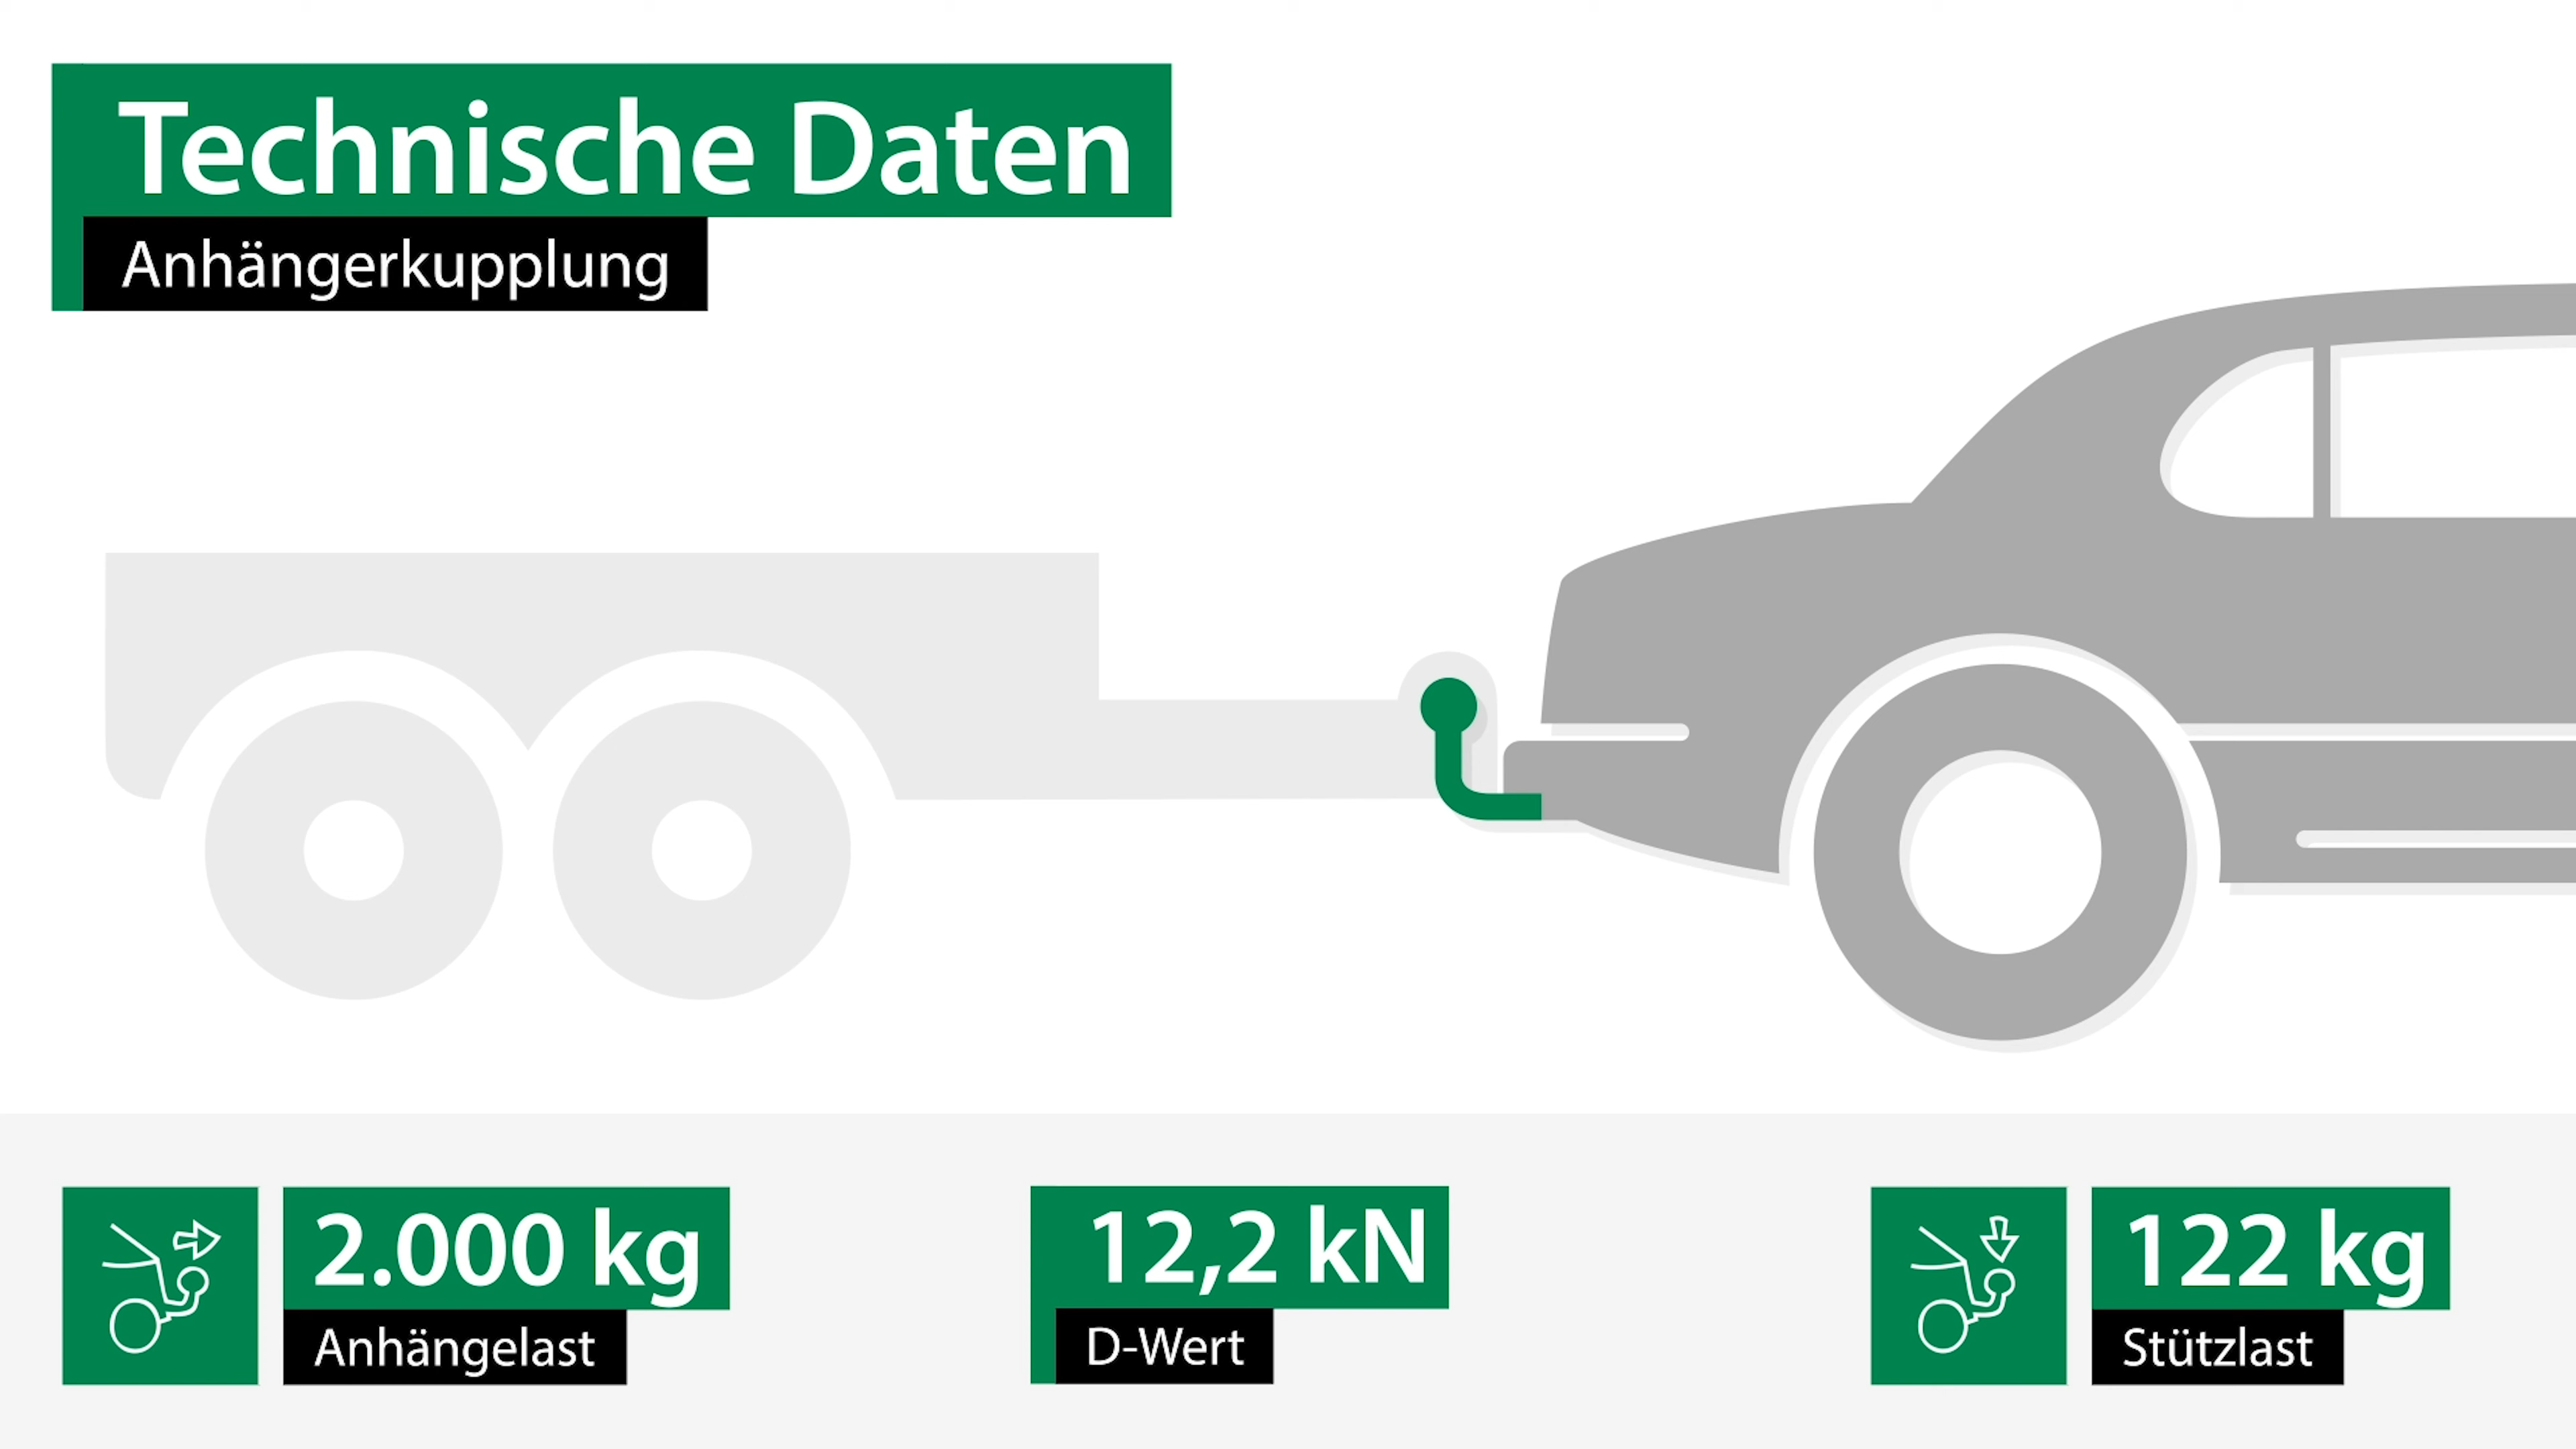 Technische Daten
Anhängerkupplung
2.000 kg
Anhängelast
12,2 kN
D-Wert
122 kg
Stützlast